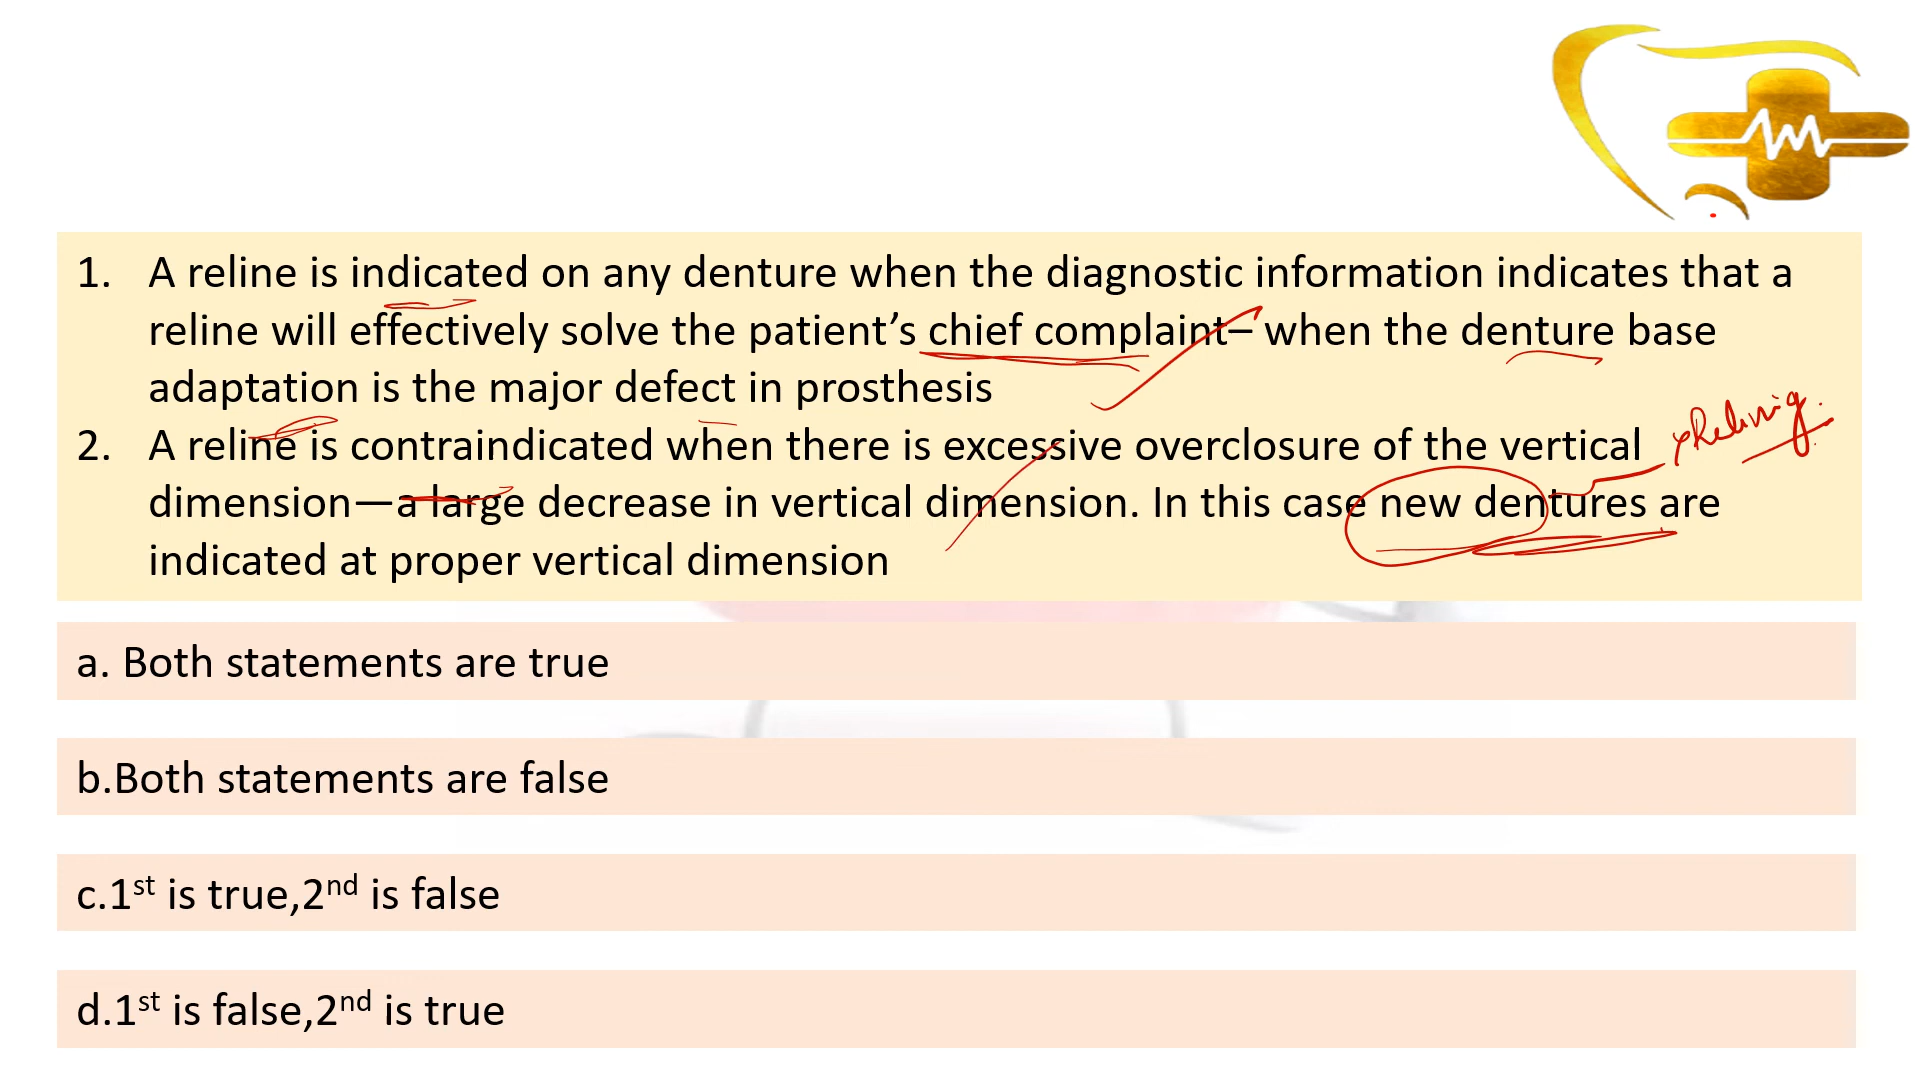 1. A reline is indicated on any denture when the diagnostic information indicates that a
reline will effectively solve the patient’s chief complaint– when the denture base
adaptation is the major defect in prosthesis
2. A reline is contraindicated when there is excessive overclosure of the vertical
dimension—a large decrease in vertical dimension. In this case new dentures are
indicated at proper vertical dimension
xRelining.
a. Both statements are true
b.Both statements are false
c.1st is true,2nd is false
d.1st is false,2nd is true